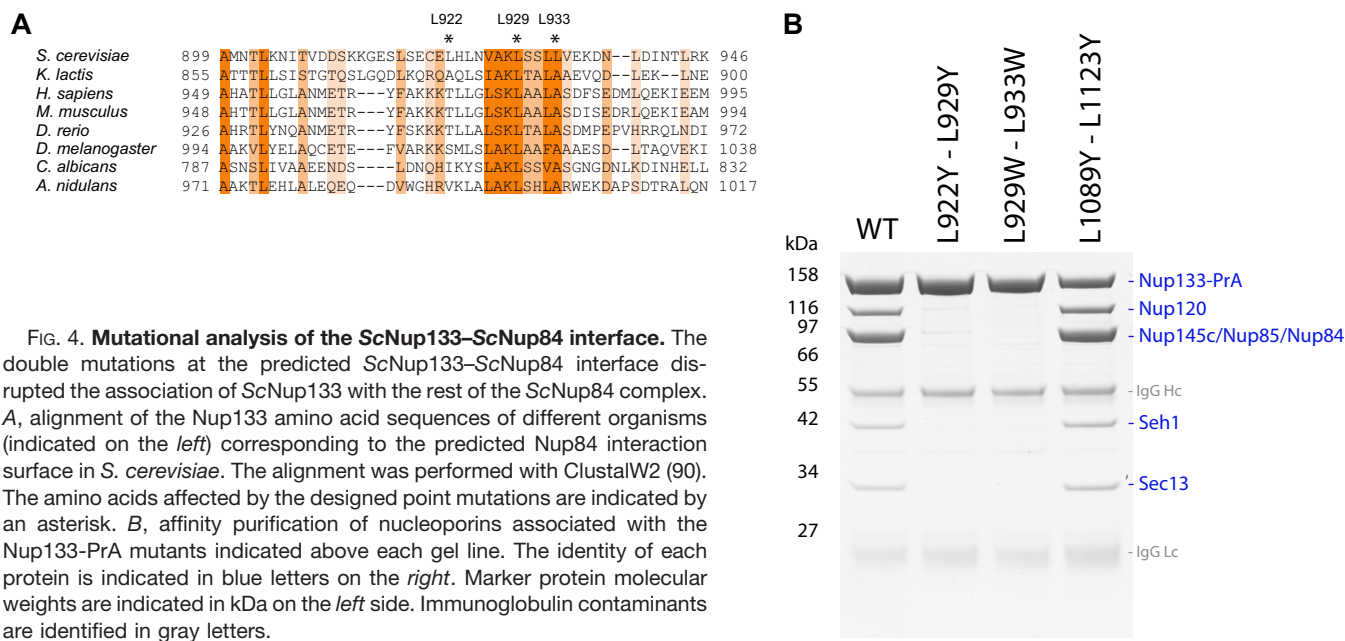 A
L922 L929 L933
* * *
S. cerevisiae 899 AMNTLKNITVDDSKKGESLSECELHLNVAKLSSLLVEKDN--LDINTLRK 946
K. lactis 855 ATTTLLSISTGTQSLGQDLKQRQAQLSIAKLTALAAEVQD--LEK--LNE 900
H. sapiens 949 AHATLLGLANMETR---YFAKKKTLLGLSKLAALASDFSEDMLQEKIEEM 995
M. musculus 948 AHTTLLGLANMETR---YFAKKKTLLGLSKLAALASDISEDRLQEKIEAM 994
D. rerio 926 AHRTLYNQANMETR---YFSKKKTLLALSKLTALASDMPEPVHRRQLNDI 972
D. melanogaster 994 AAKVLYELAQCETE---FVARKKSMLSLAKLAAFAAAESD--LTAQVEKI 1038
C. albicans 787 ASNSLIVAAEENDS---LDNQHIKYSLAKLSSVASGNGDNLKDINHELL 832
A. nidulans 971 AAKTLEHLALEQEQ---DVWGHRVKLALAKLSHLARWEKDAPSDTRALQN 1017
FIG. 4. Mutational analysis of the ScNup133–ScNup84 interface. The
double mutations at the predicted ScNup133–ScNup84 interface dis-
rupted the association of ScNup133 with the rest of the ScNup84 complex.
A, alignment of the Nup133 amino acid sequences of different organisms
(indicated on the left) corresponding to the predicted Nup84 interaction
surface in S. cerevisiae. The alignment was performed with ClustalW2 (90).
The amino acids affected by the designed point mutations are indicated by
an asterisk. B, affinity purification of nucleoporins associated with the
Nup133-PrA mutants indicated above each gel line. The identity of each
protein is indicated in blue letters on the right. Marker protein molecular
weights are indicated in kDa on the left side. Immunoglobulin contaminants
are identified in gray letters.
B
WT
L922Y - L929Y
L929W - L933W
L1089Y - L1123Y
kDa
158
116
97
66
55
42
34
27
- Nup133-PrA
- Nup120
- Nup145c/Nup85/Nup84
- IgG Hc
- Seh1
- Sec13
- IgG Lc